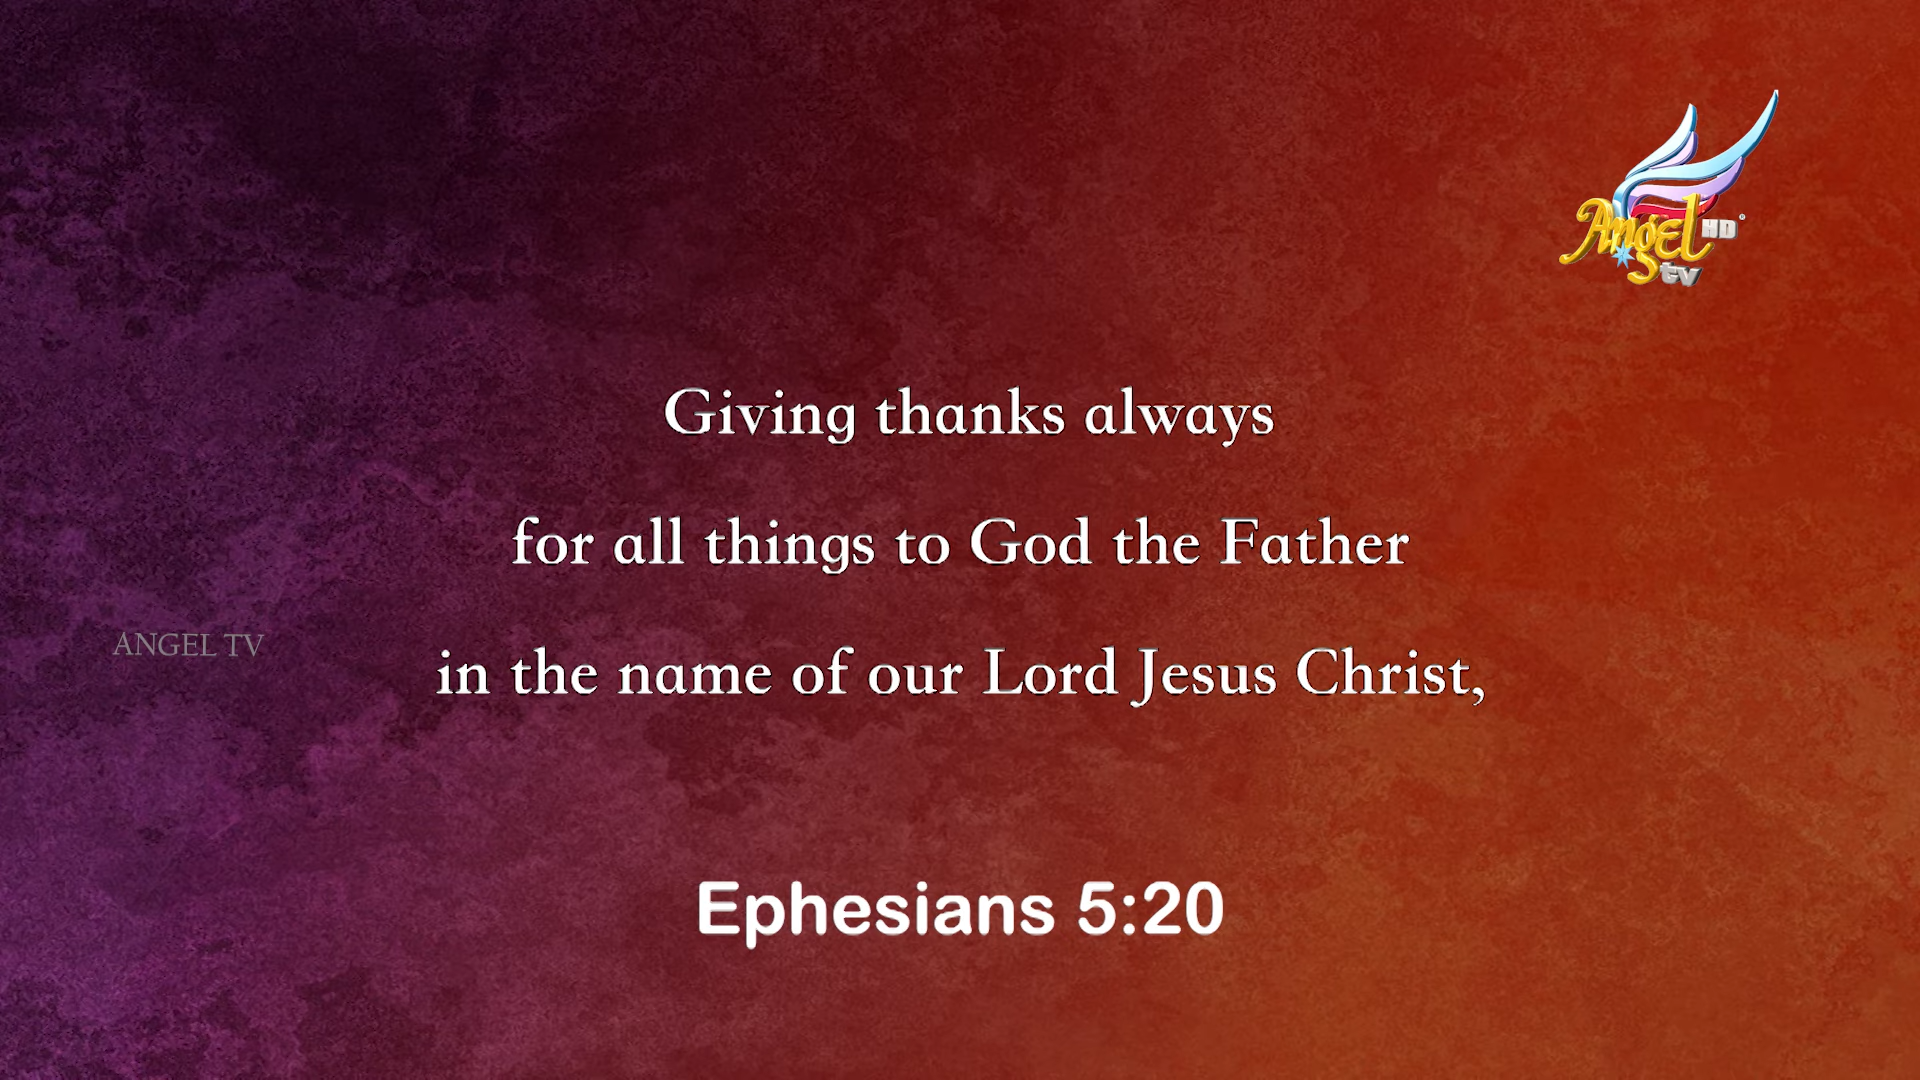 Angel HD
tv
Giving thanks always
for all things to God the Father
ANGEL TV
in the name of our Lord Jesus Christ,
Ephesians 5:20